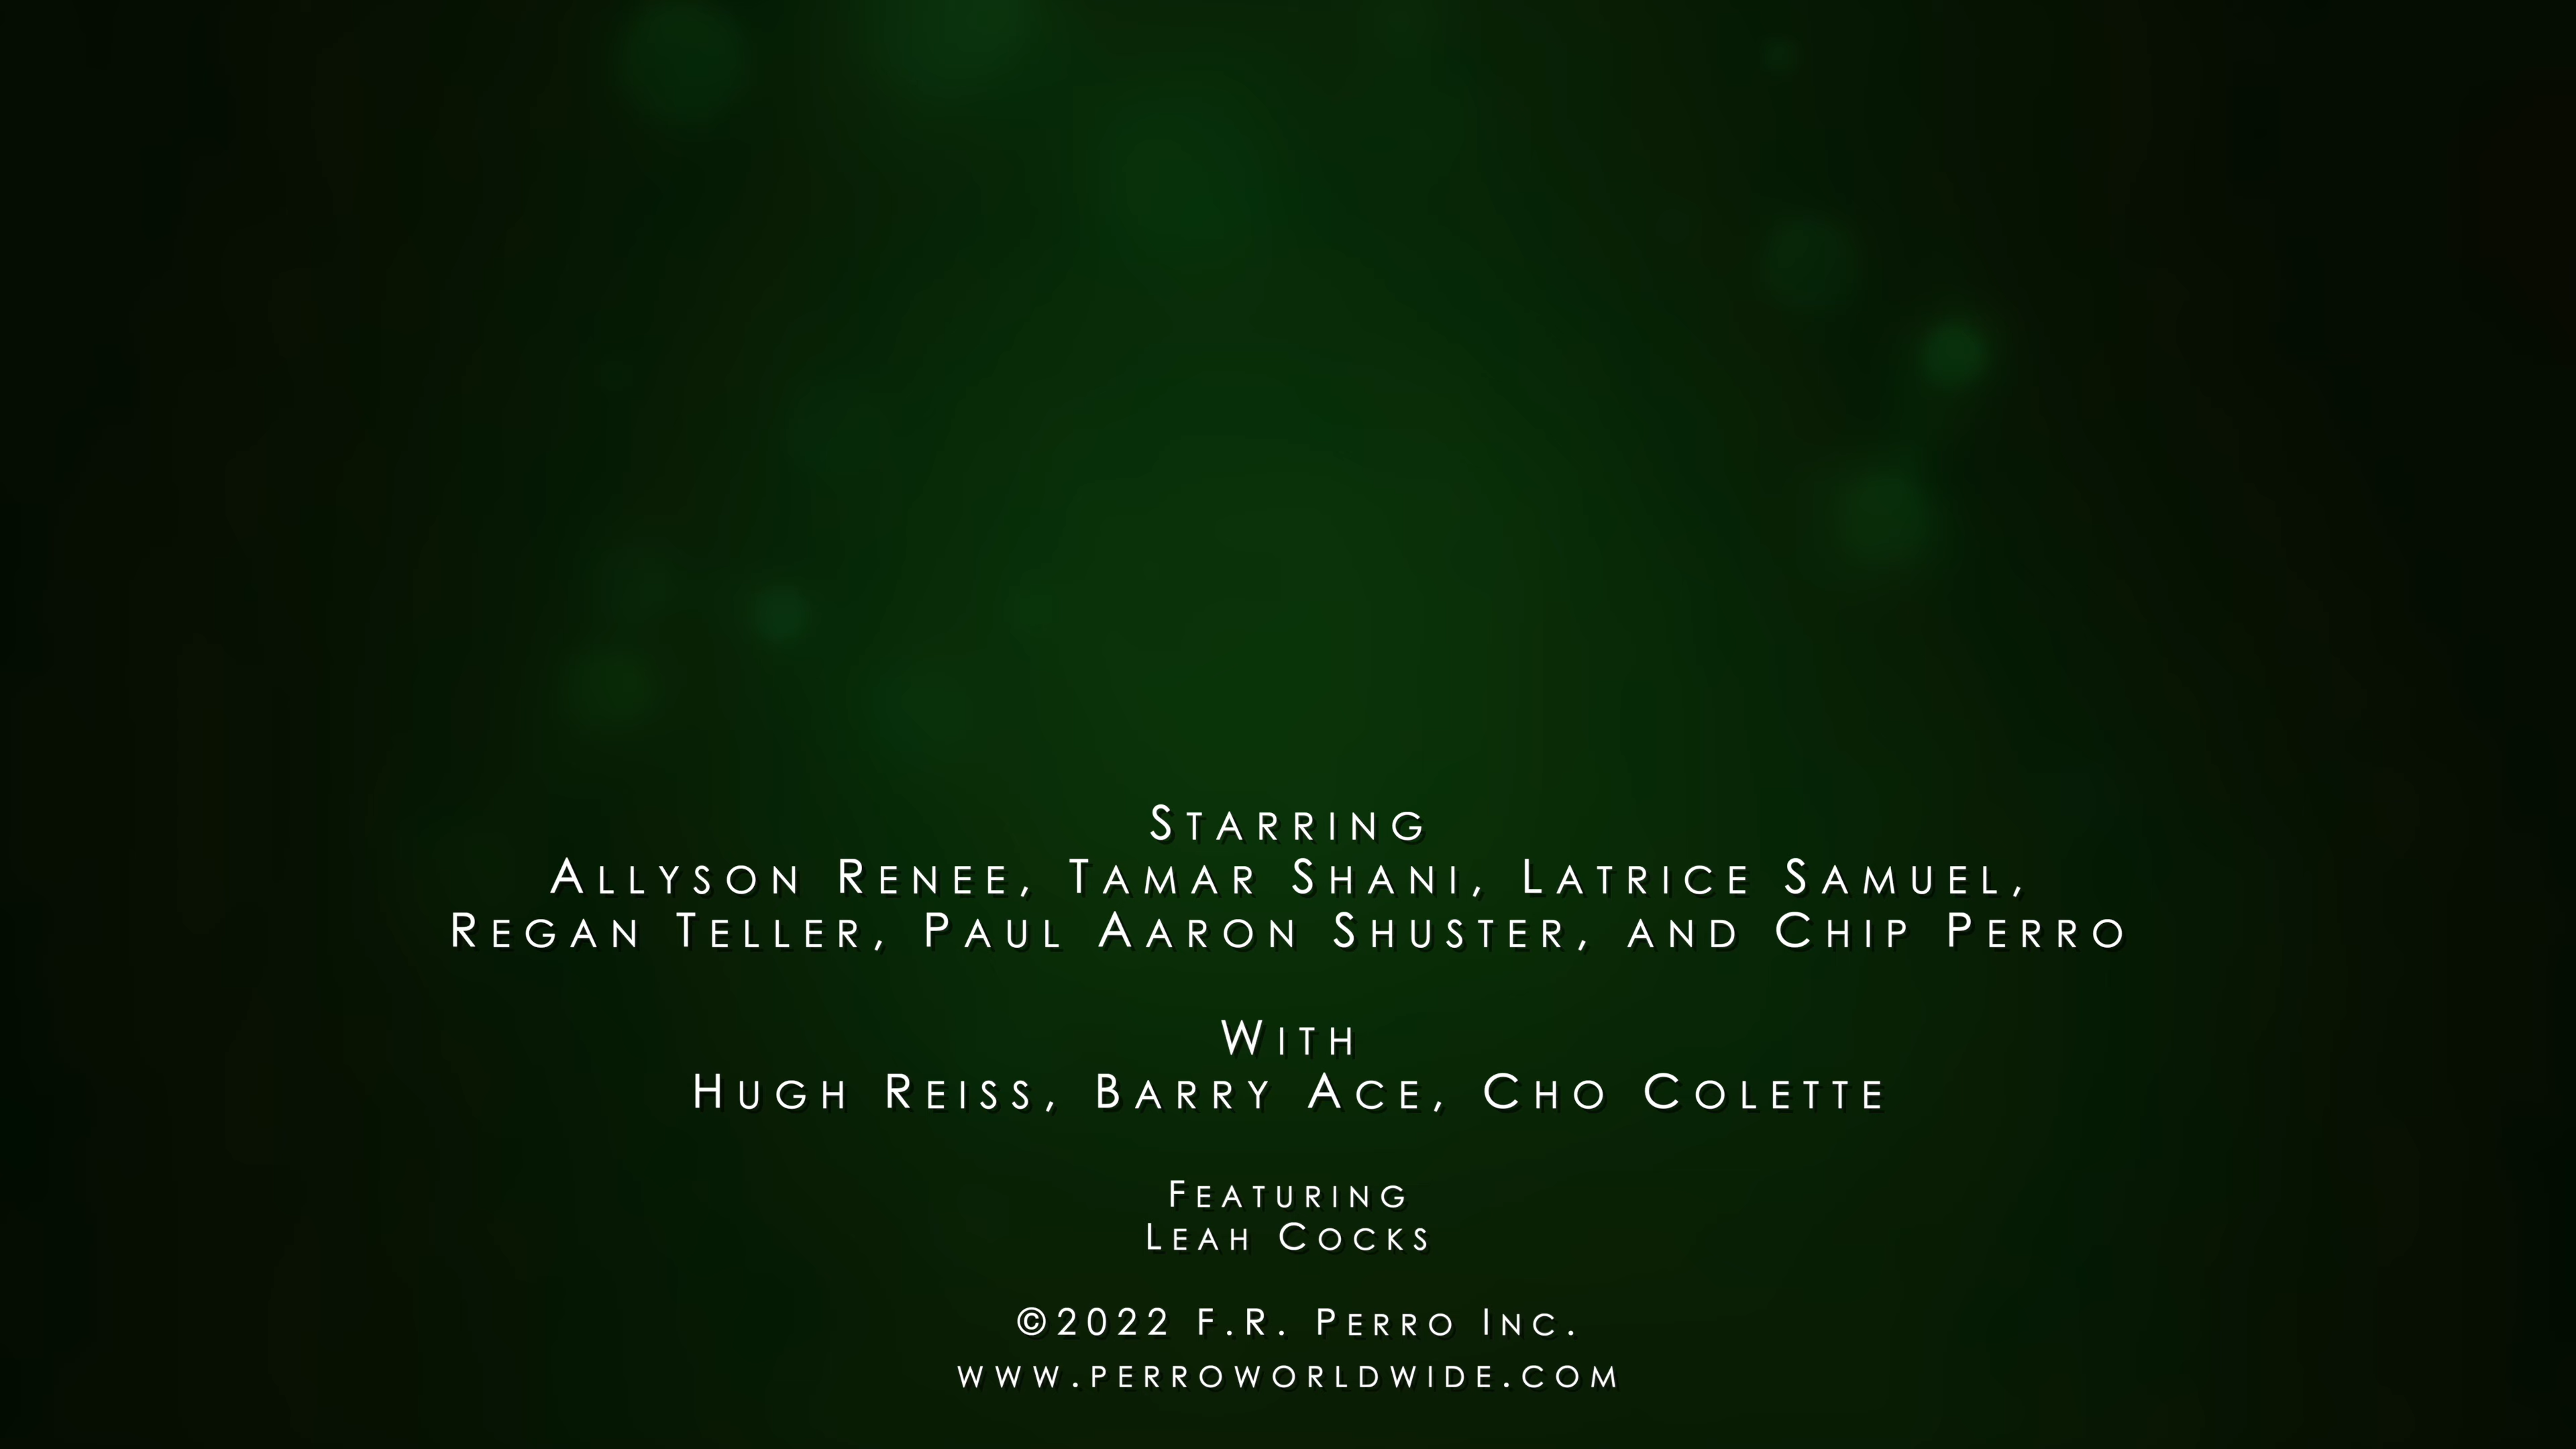 Starring
Allyson Renee, Tamar Shani, Latrice Samuel,
Regan Teller, Paul Aaron Shuster, and Chip Perro
With
Hugh Reiss, Barry Ace, Cho Colette
Featuring
Leah Cocks
©2022 F.R. Perro Inc.
www.perroworldwide.com